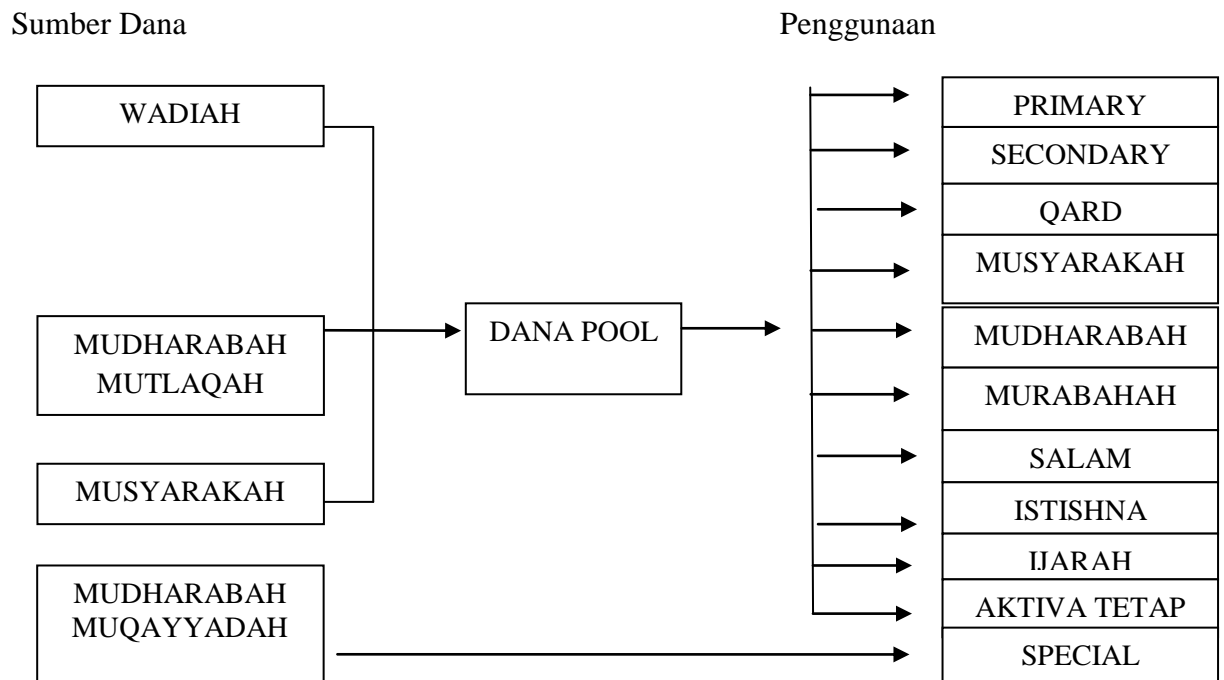 Sumber Dana
Penggunaan
WADIAH
MUDHARABAH
MUTLAQAH
MUSYARAKAH
MUDHARABAH
MUQAYYADAH
DANA POOL
PRIMARY
SECONDARY
QARD
MUSYARAKAH
MUDHARABAH
MURABAHAH
SALAM
ISTISHNA
IJARAH
AKTIVA TETAP
SPECIAL